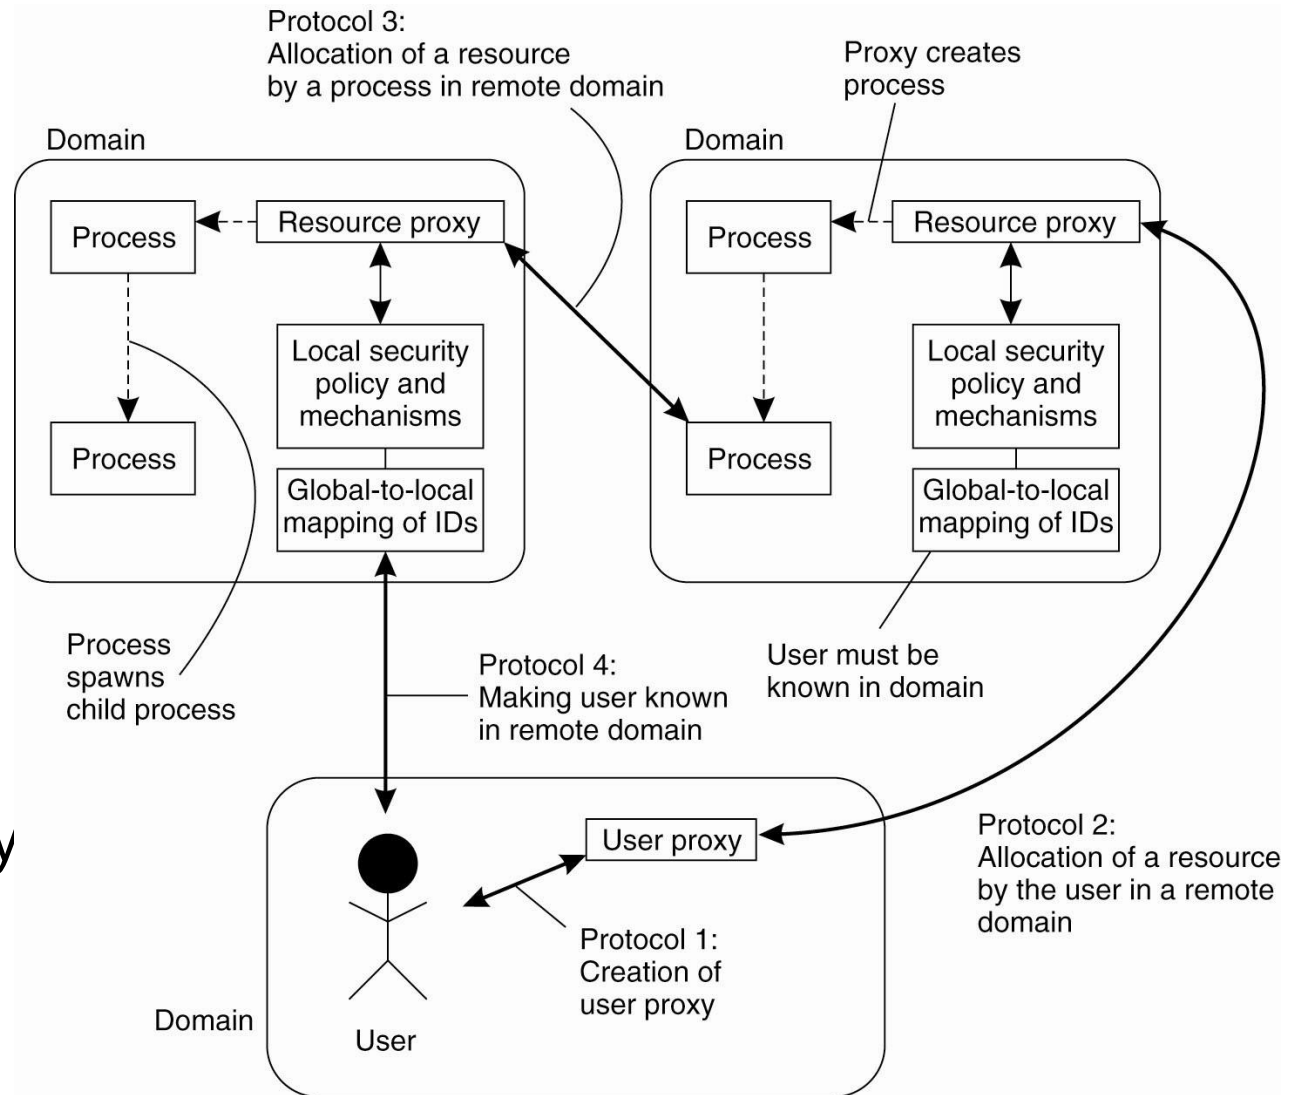 Protocol 3:
Allocation of a resource
by a process in remote domain
Proxy creates
process
Domain
Domain
Process
Resource proxy
Process
Resource proxy
Local security
policy and
mechanisms
Local security
policy and
mechanisms
Process
Process
Global-to-local
mapping of IDs
Global-to-local
mapping of IDs
Process
spawns
child process
Protocol 4:
Making user known
in remote domain
User must be
known in domain
y
User proxy
Protocol 2:
Allocation of a resource
by the user in a remote
domain
Protocol 1:
Creation of
user proxy
Domain
User